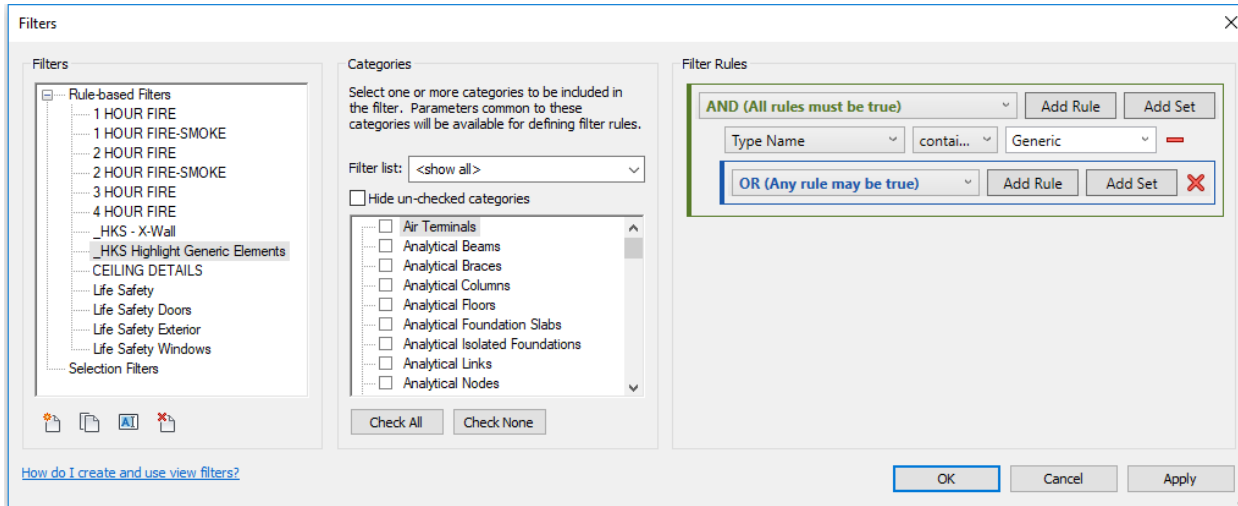 Filters
Filters
Rule-based Filters
1 HOUR FIRE
1 HOUR FIRE-SMOKE
2 HOUR FIRE
2 HOUR FIRE-SMOKE
3 HOUR FIRE
4 HOUR FIRE
_HKS - X-Wall
_HKS Highlight Generic Elements
CEILING DETAILS
Life Safety
Life Safety Doors
Life Safety Exterior
Life Safety Windows
Selection Filters
How do I create and use view filters?
Categories
Select one or more categories to be included in
the filter. Parameters common to these
categories will be available for defining filter rules.
Filter list: <show all>
Hide un-checked categories
Air Terminals
Analytical Beams
Analytical Braces
Analytical Columns
Analytical Floors
Analytical Foundation Slabs
Analytical Isolated Foundations
Analytical Links
Analytical Nodes
Check All Check None
Filter Rules
AND (All rules must be true) Add Rule Add Set
Type Name contai... Generic
OR (Any rule may be true) Add Rule Add Set
OK Cancel Apply